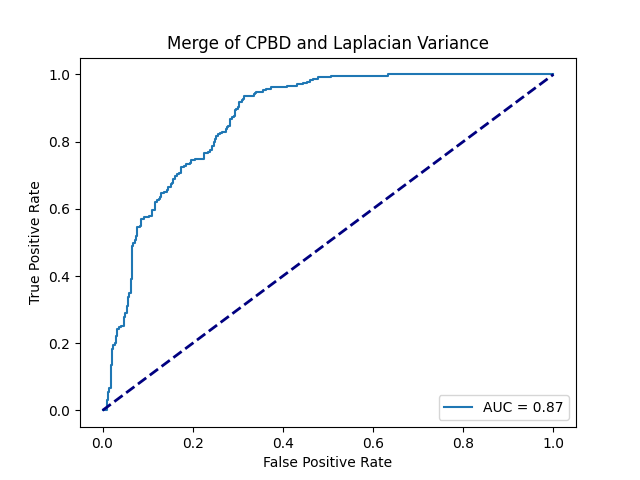 Merge of CPBD and Laplacian Variance
True Positive Rate
1.0
0.8
0.6
0.4
0.2
0.0
AUC = 0.87
0.0 0.2 0.4 0.6 0.8 1.0
False Positive Rate